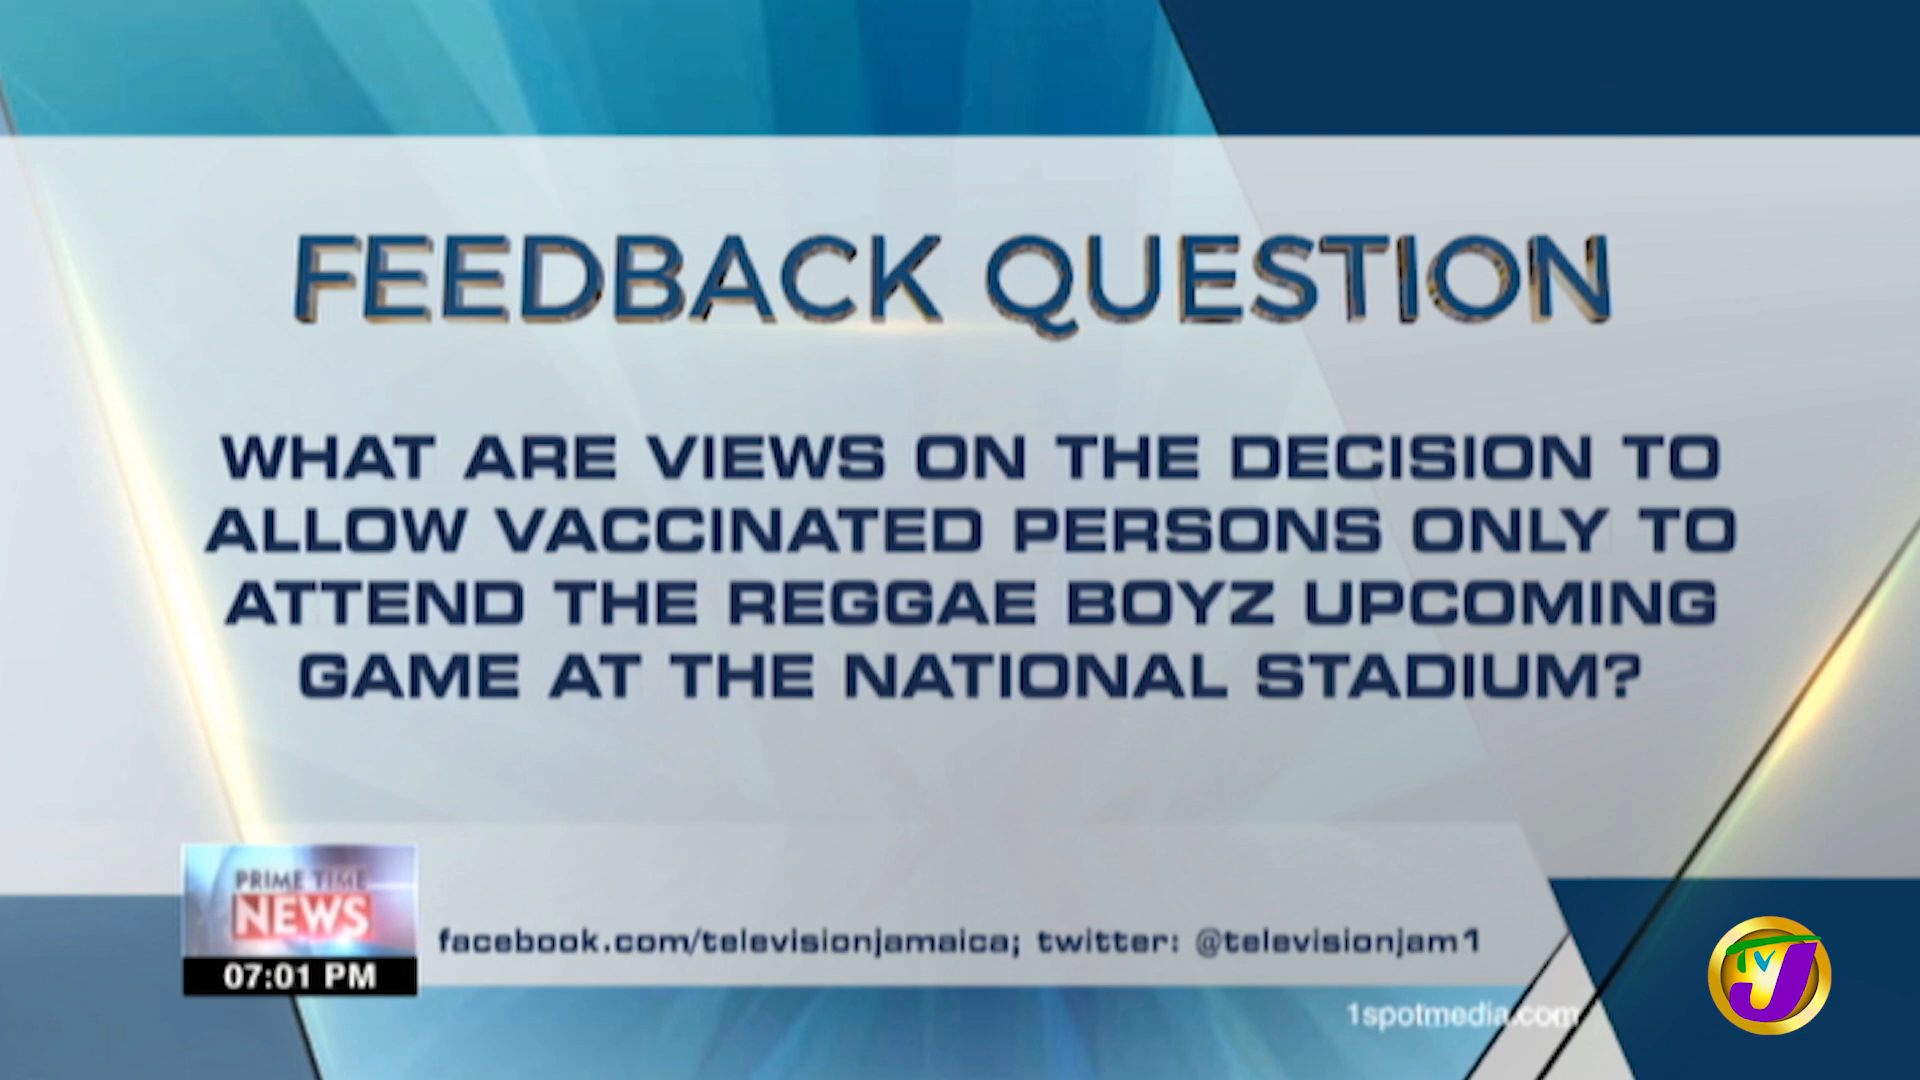 FEEDBACK QUESTION
WHAT ARE VIEWS ON THE DECISION TO
ALLOW VACCINATED PERSONS ONLY TO
ATTEND THE REGGAE BOYZ UPCOMING
GAME AT THE NATIONAL STADIUM?
PRIME TIME
NEWS
07:01 PM
facebook.com/televisionjamaica; twitter: @televisionjam1
1spotmedia.com
TVJ